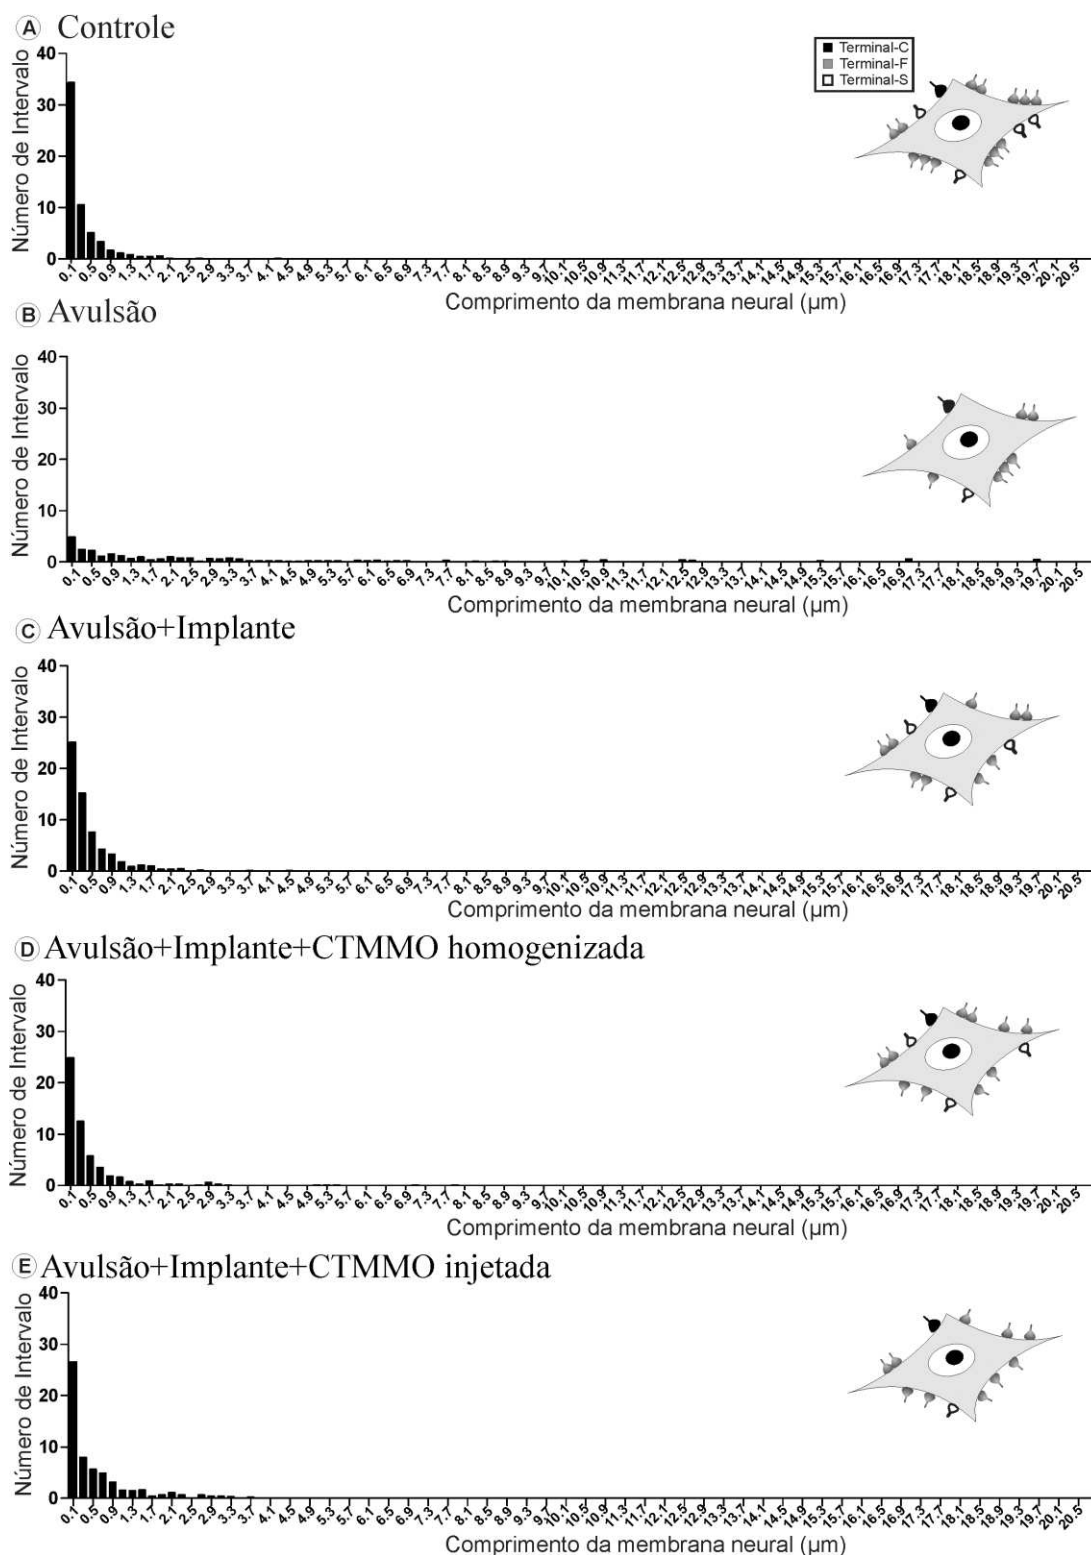 A Controle
Terminal-C
Terminal-F
Terminal-S
Número de Intervalo
40
30
20
10
0
0.1 0.5 0.9 1.3 1.7 2.1 2.5 2.9 3.3 3.7 4.1 4.5 4.9 5.3 5.7 6.1 6.5 6.9 7.3 7.7 8.1 8.5 8.9 9.3 9.7 10.1 10.5 10.9 11.3 11.7 12.1 12.5 12.9 13.3 13.7 14.1 14.5 14.9 15.3 15.7 16.1 16.5 16.9 17.3 17.7 18.1 18.5 18.9 19.3 19.7 20.1 20.5
Comprimento da membrana neural (µm)
B Avulsão
Número de Intervalo
40
30
20
10
0
0.1 0.5 0.9 1.3 1.7 2.1 2.5 2.9 3.3 3.7 4.1 4.5 4.9 5.3 5.7 6.1 6.5 6.9 7.3 7.7 8.1 8.5 8.9 9.3 9.7 10.1 10.5 10.9 11.3 11.7 12.1 12.5 12.9 13.3 13.7 14.1 14.5 14.9 15.3 15.7 16.1 16.5 16.9 17.3 17.7 18.1 18.5 18.9 19.3 19.7 20.1 20.5
Comprimento da membrana neural (µm)
C Avulsão+Implante
Número de Intervalo
40
30
20
10
0
0.1 0.5 0.9 1.3 1.7 2.1 2.5 2.9 3.3 3.7 4.1 4.5 4.9 5.3 5.7 6.1 6.5 6.9 7.3 7.7 8.1 8.5 8.9 9.3 9.7 10.1 10.5 10.9 11.3 11.7 12.1 12.5 12.9 13.3 13.7 14.1 14.5 14.9 15.3 15.7 16.1 16.5 16.9 17.3 17.7 18.1 18.5 18.9 19.3 19.7 20.1 20.5
Comprimento da membrana neural (µm)
D Avulsão+Implante+CTMMO homogenizada
Número de Intervalo
40
30
20
10
0
0.1 0.5 0.9 1.3 1.7 2.1 2.5 2.9 3.3 3.7 4.1 4.5 4.9 5.3 5.7 6.1 6.5 6.9 7.3 7.7 8.1 8.5 8.9 9.3 9.7 10.1 10.5 10.9 11.3 11.7 12.1 12.5 12.9 13.3 13.7 14.1 14.5 14.9 15.3 15.7 16.1 16.5 16.9 17.3 17.7 18.1 18.5 18.9 19.3 19.7 20.1 20.5
Comprimento da membrana neural (µm)
E Avulsão+Implante+CTMMO injetada
Número de Intervalo
40
30
20
10
0
0.1 0.5 0.9 1.3 1.7 2.1 2.5 2.9 3.3 3.7 4.1 4.5 4.9 5.3 5.7 6.1 6.5 6.9 7.3 7.7 8.1 8.5 8.9 9.3 9.7 10.1 10.5 10.9 11.3 11.7 12.1 12.5 12.9 13.3 13.7 14.1 14.5 14.9 15.3 15.7 16.1 16.5 16.9 17.3 17.7 18.1 18.5 18.9 19.3 19.7 20.1 20.5
Comprimento da membrana neural (µm)